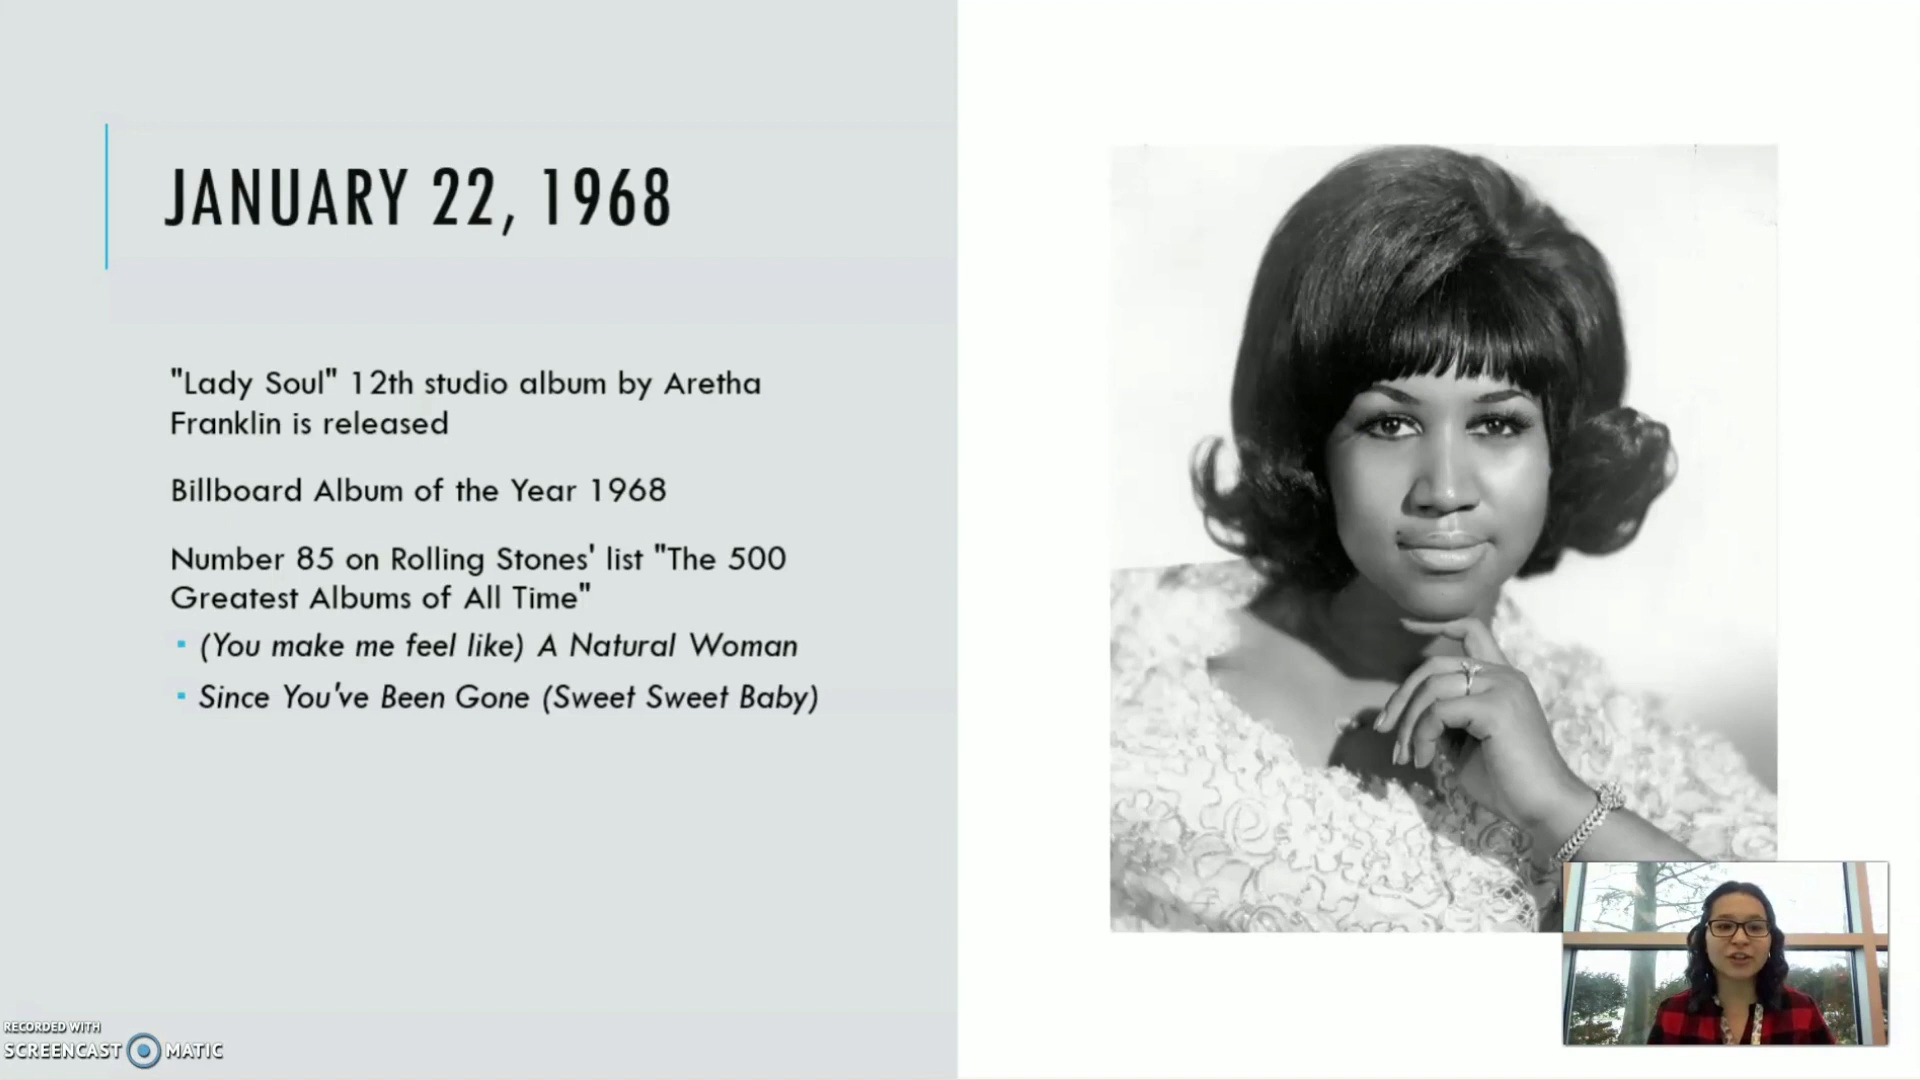 JANUARY 22, 1968
"Lady Soul" 12th studio album by Aretha
Franklin is released
Billboard Album of the Year 1968
Number 85 on Rolling Stones' list "The 500
Greatest Albums of All Time"
▪ (You make me feel like) A Natural Woman
▪ Since You've Been Gone (Sweet Sweet Baby)
RECORDED WITH
SCREENCAST MATIC